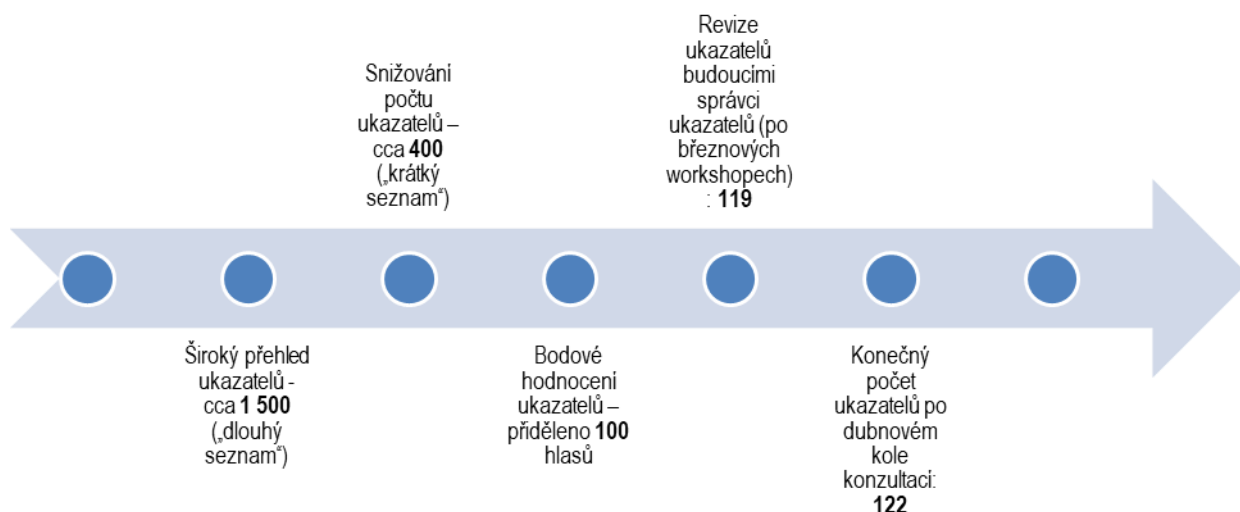 Snižování
počtu
ukazatelů –
cca 400
(„krátký
seznam“)
Revize
ukazatelů
budoucími
správci
ukazatelů (po
březnových
workshopech)
: 119
Široký přehled
ukazatelů -
cca 1 500
(„dlouhý
seznam“)
Bodové
hodnocení
ukazatelů –
přiděleno 100
hlasů
Konečný
počet
ukazatelů po
dubnovém
kole
konzultací:
122